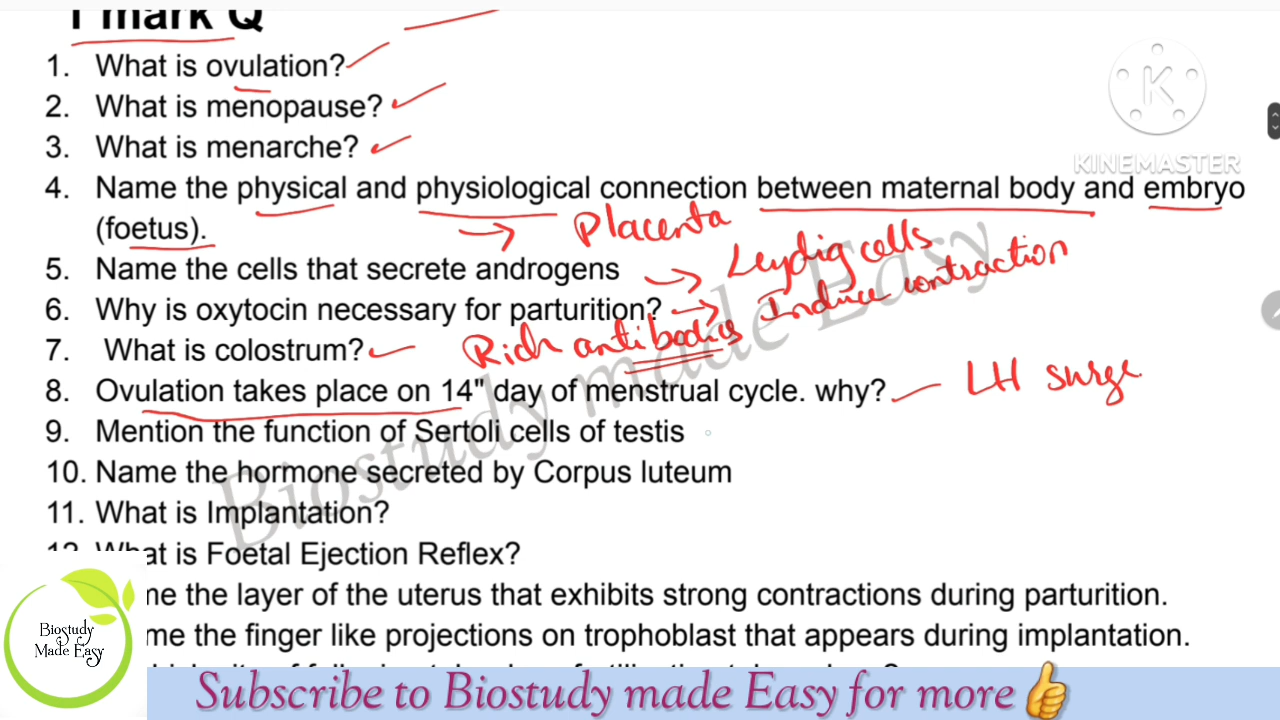 1 mark Q
1. What is ovulation?
2. What is menopause?
3. What is menarche?
KINEMASTER
4. Name the physical and physiological connection between maternal body and embryo
(foetus). → Placenta
5. Name the cells that secrete androgens → Leydig cells
6. Why is oxytocin necessary for parturition? → Induce contraction
7. What is colostrum? Rich antibodies
8. Ovulation takes place on 14" day of menstrual cycle. why? LH surge
9. Mention the function of Sertoli cells of testis
10. Name the hormone secreted by Corpus luteum
11. What is Implantation?
12. What is Foetal Ejection Reflex?
me the layer of the uterus that exhibits strong contractions during parturition.
me the finger like projections on trophoblast that appears during implantation.
Biostudy made Easy
Biostudy
Made Easy
Subscribe to Biostudy made Easy for more